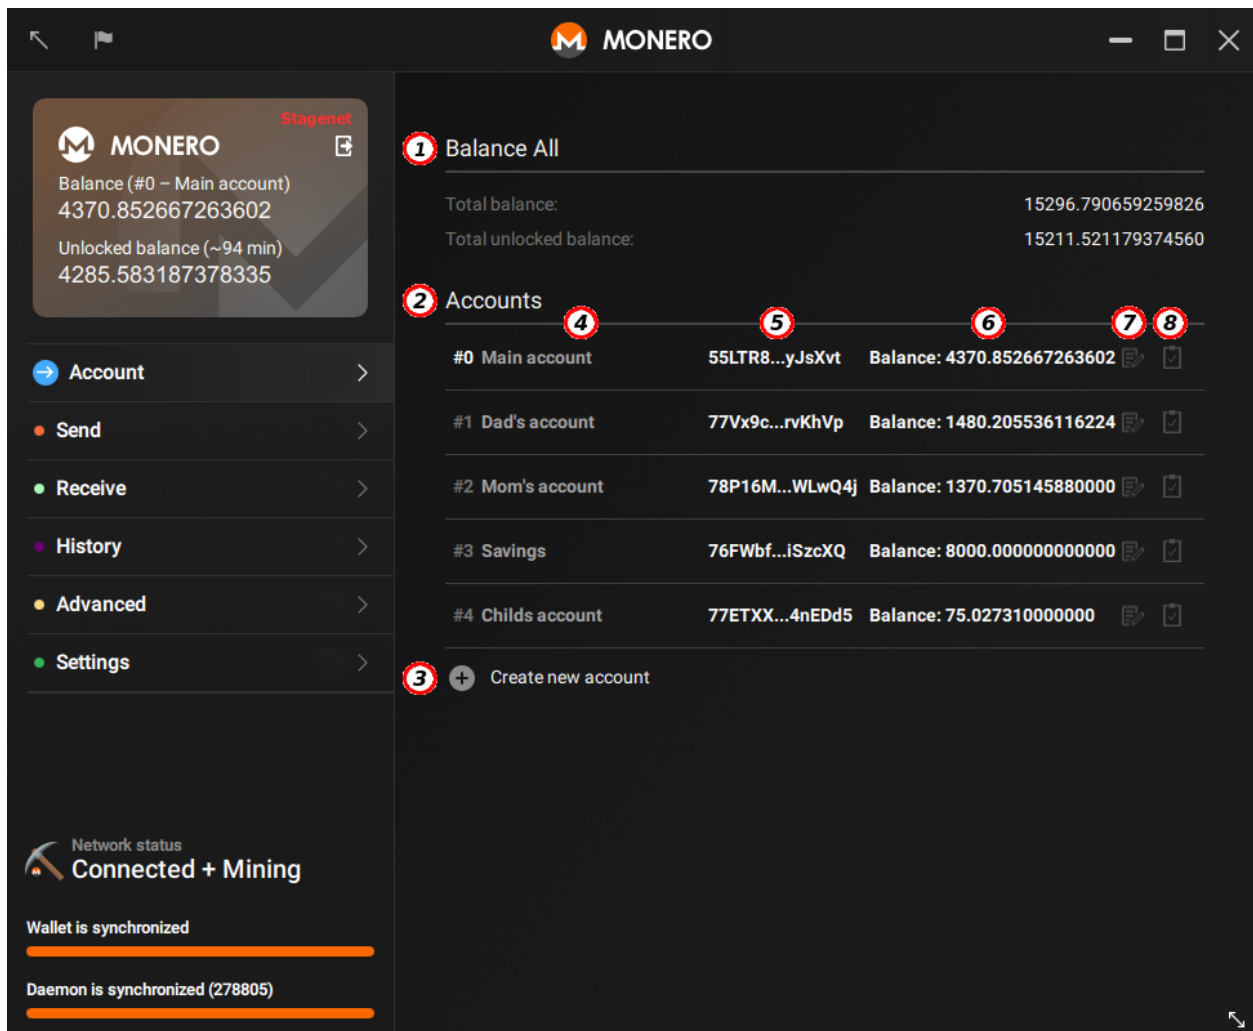 MONERO
Stagenet
MONERO
Balance (#0 – Main account)
4370.852667263602
Unlocked balance (~94 min)
4285.583187378335
Account
Send
Receive
History
Advanced
Settings
Network status
Connected + Mining
Wallet is synchronized
Daemon is synchronized (278805)
1 Balance All
Total balance: 15296.790659259826
Total unlocked balance: 15211.521179374560
2 Accounts
4 5 6 7 8
#0 Main account 55LTR8...yJsXvt Balance: 4370.852667263602
#1 Dad's account 77Vx9c...rvKhVp Balance: 1480.205536116224
#2 Mom's account 78P16M...WLwQ4j Balance: 1370.705145880000
#3 Savings 76FWbf...iSzcXQ Balance: 8000.000000000000
#4 Childs account 77ETXX...4nEDd5 Balance: 75.027310000000
3 Create new account